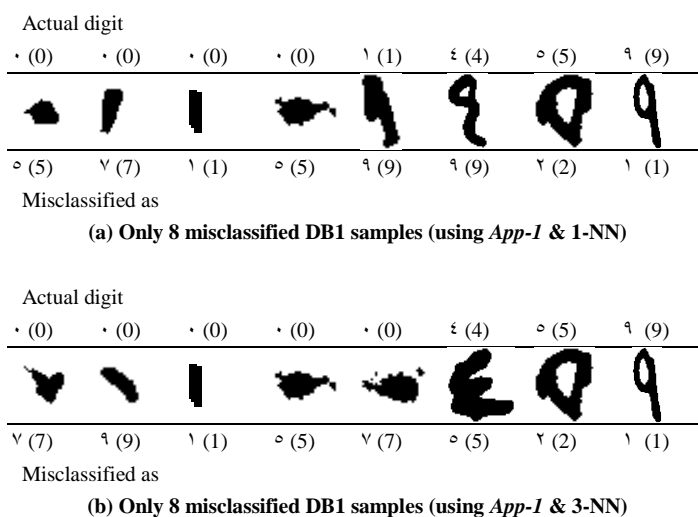 Actual digit
٠ (0) ٠ (0) ٠ (0) ٠ (0) ١ (1) ٤ (4) ٥ (5) ٩ (9)
٥ (5) ٧ (7) ١ (1) ٥ (5) ٩ (9) ٩ (9) ٢ (2) ١ (1)
Misclassified as
(a) Only 8 misclassified DB1 samples (using App-1 & 1-NN)
Actual digit
٠ (0) ٠ (0) ٠ (0) ٠ (0) ٠ (0) ٤ (4) ٥ (5) ٩ (9)
٧ (7) ٩ (9) ١ (1) ٥ (5) ٧ (7) ٥ (5) ٢ (2) ١ (1)
Misclassified as
(b) Only 8 misclassified DB1 samples (using App-1 & 3-NN)